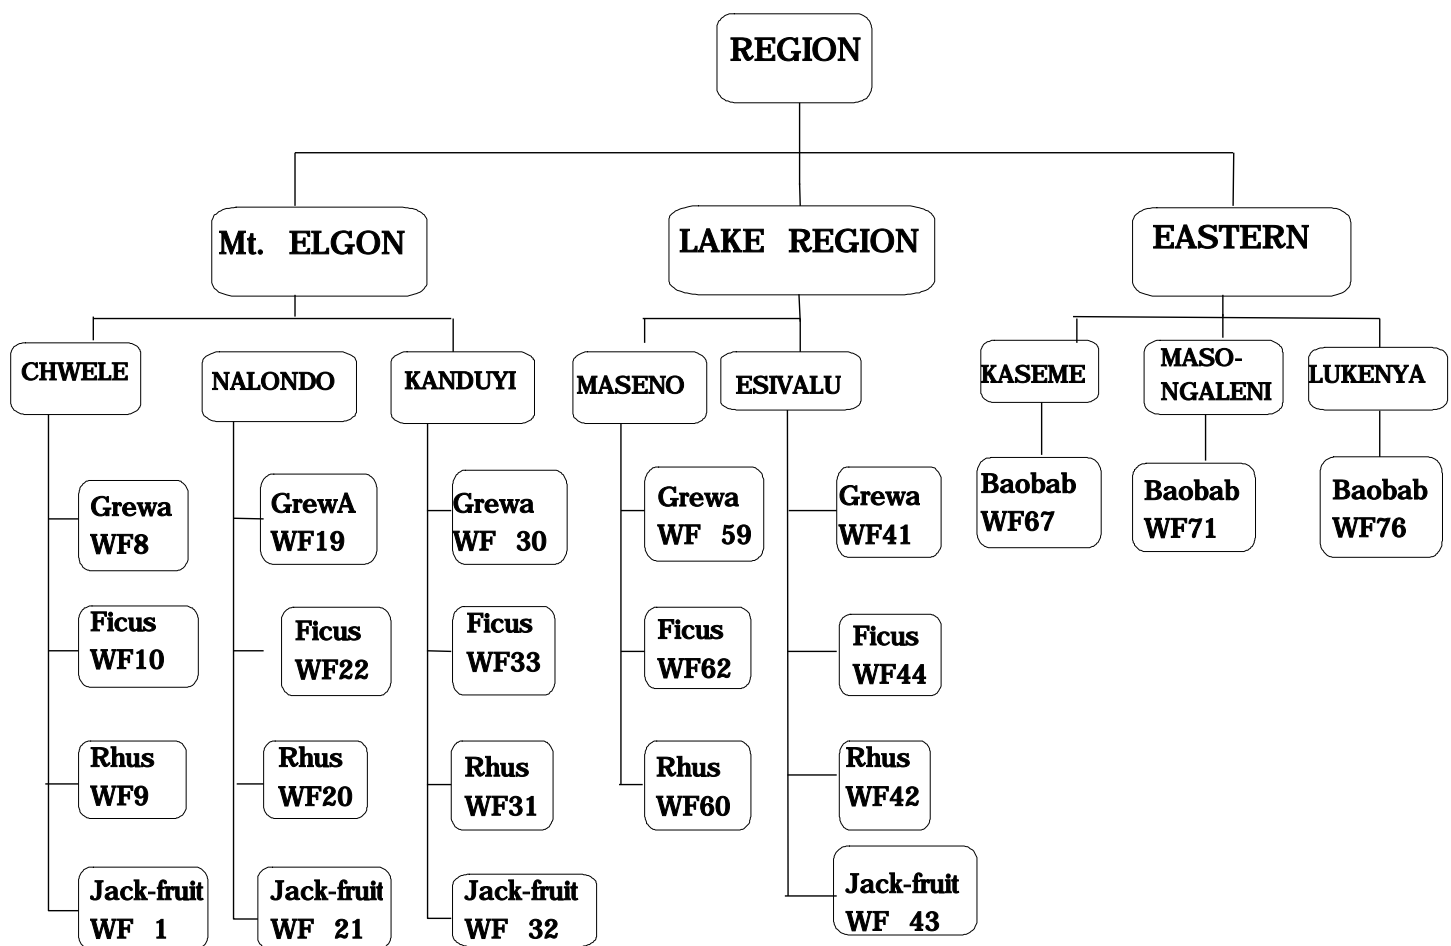 REGION
Mt. ELGON
LAKE REGION
EASTERN
CHWELE
NALONDO
KANDUYI
MASENO
ESIVALU
KASEME
MASO-
NGALENI
LUKENYA
Grewa
WF8
GrewA
WF19
Grewa
WF 30
Grewa
WF 59
Grewa
WF41
Baobab
WF67
Baobab
WF71
Baobab
WF76
Ficus
WF10
Ficus
WF22
Ficus
WF33
Ficus
WF62
Ficus
WF44
Rhus
WF9
Rhus
WF20
Rhus
WF31
Rhus
WF60
Rhus
WF42
Jack-fruit
WF 1
Jack-fruit
WF 21
Jack-fruit
WF 32
Jack-fruit
WF 43